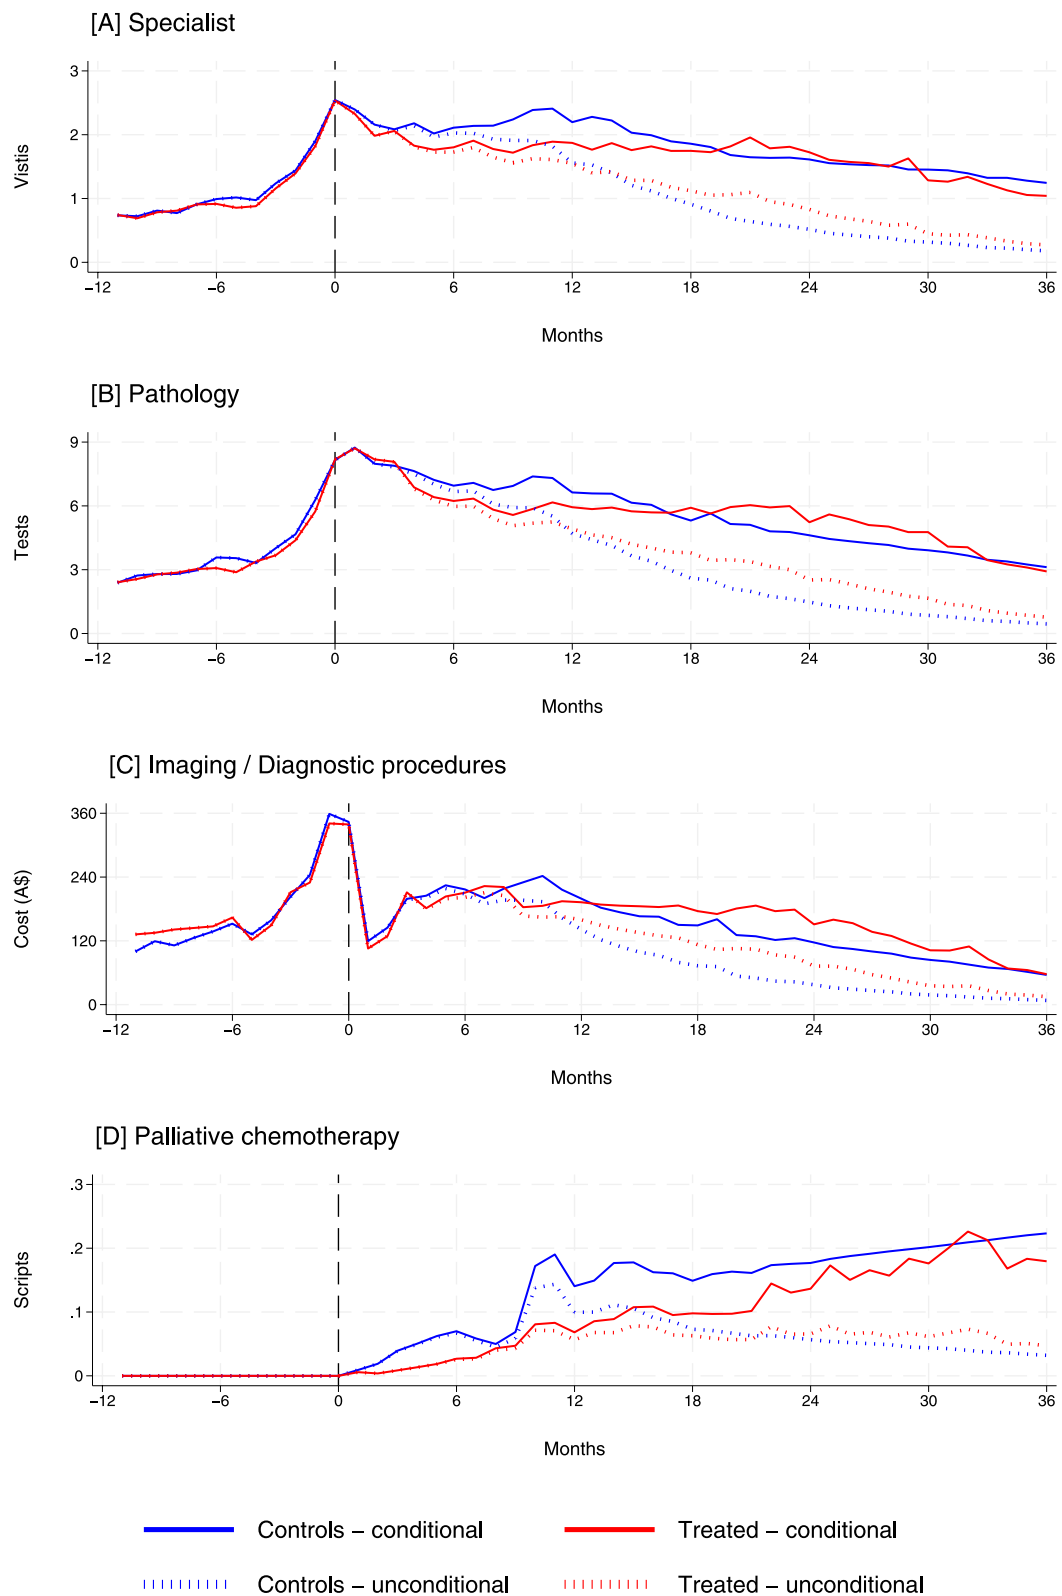 [A] Specialist
3
2
1
0
Vistis
−12 −6 0 6 12 18 24 30 36
Months
[B] Pathology
9
6
3
0
Tests
−12 −6 0 6 12 18 24 30 36
Months
[C] Imaging / Diagnostic procedures
360
240
120
0
Cost (A$)
−12 −6 0 6 12 18 24 30 36
Months
[D] Palliative chemotherapy
.3
.2
.1
0
Scripts
−12 −6 0 6 12 18 24 30 36
Months
Controls − conditional Treated − conditional
Controls − unconditional Treated − unconditional